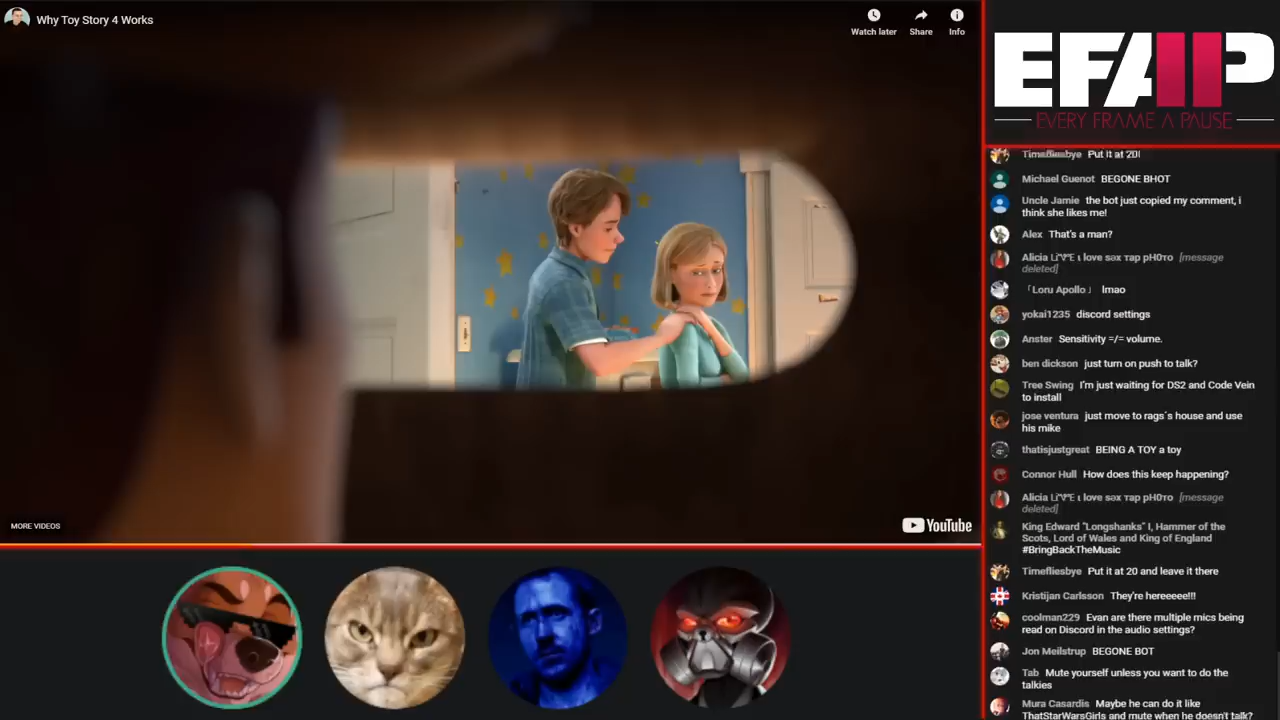 Why Toy Story 4 Works
Watch later
Share
Info
MORE VIDEOS
YouTube
EFAP
EVERY FRAME A PAUSE
Timefliesbye Put it at 20!
Michael Guenot BEGONE BHOT
Uncle Jamie the bot just copied my comment, i
think she likes me!
Alex That's a man?
Alicia [message
deleted]
「Loru Apollo」 lmao
yokai1235 discord settings
Anster Sensitivity =/= volume.
ben dickson just turn on push to talk?
Tree Swing I'm just waiting for DS2 and Code Vein
to install
jose ventura just move to rags´s house and use
his mike
thatisjustgreat BEING A TOY a toy
Connor Hull How does this keep happening?
Alicia [message
deleted]
King Edward "Longshanks" I, Hammer of the
Scots, Lord of Wales and King of England
#BringBackTheMusic
Timefliesbye Put it at 20 and leave it there
Kristijan Carlsson They're hereeeee!!!
coolman229 Evan are there multiple mics being
read on Discord in the audio settings?
Jon Meilstrup BEGONE BOT
Tab Mute yourself unless you want to do the
talkies
Mura Casardis Maybe he can do it like
ThatStarWarsGirls and mute when he doesn't talk?